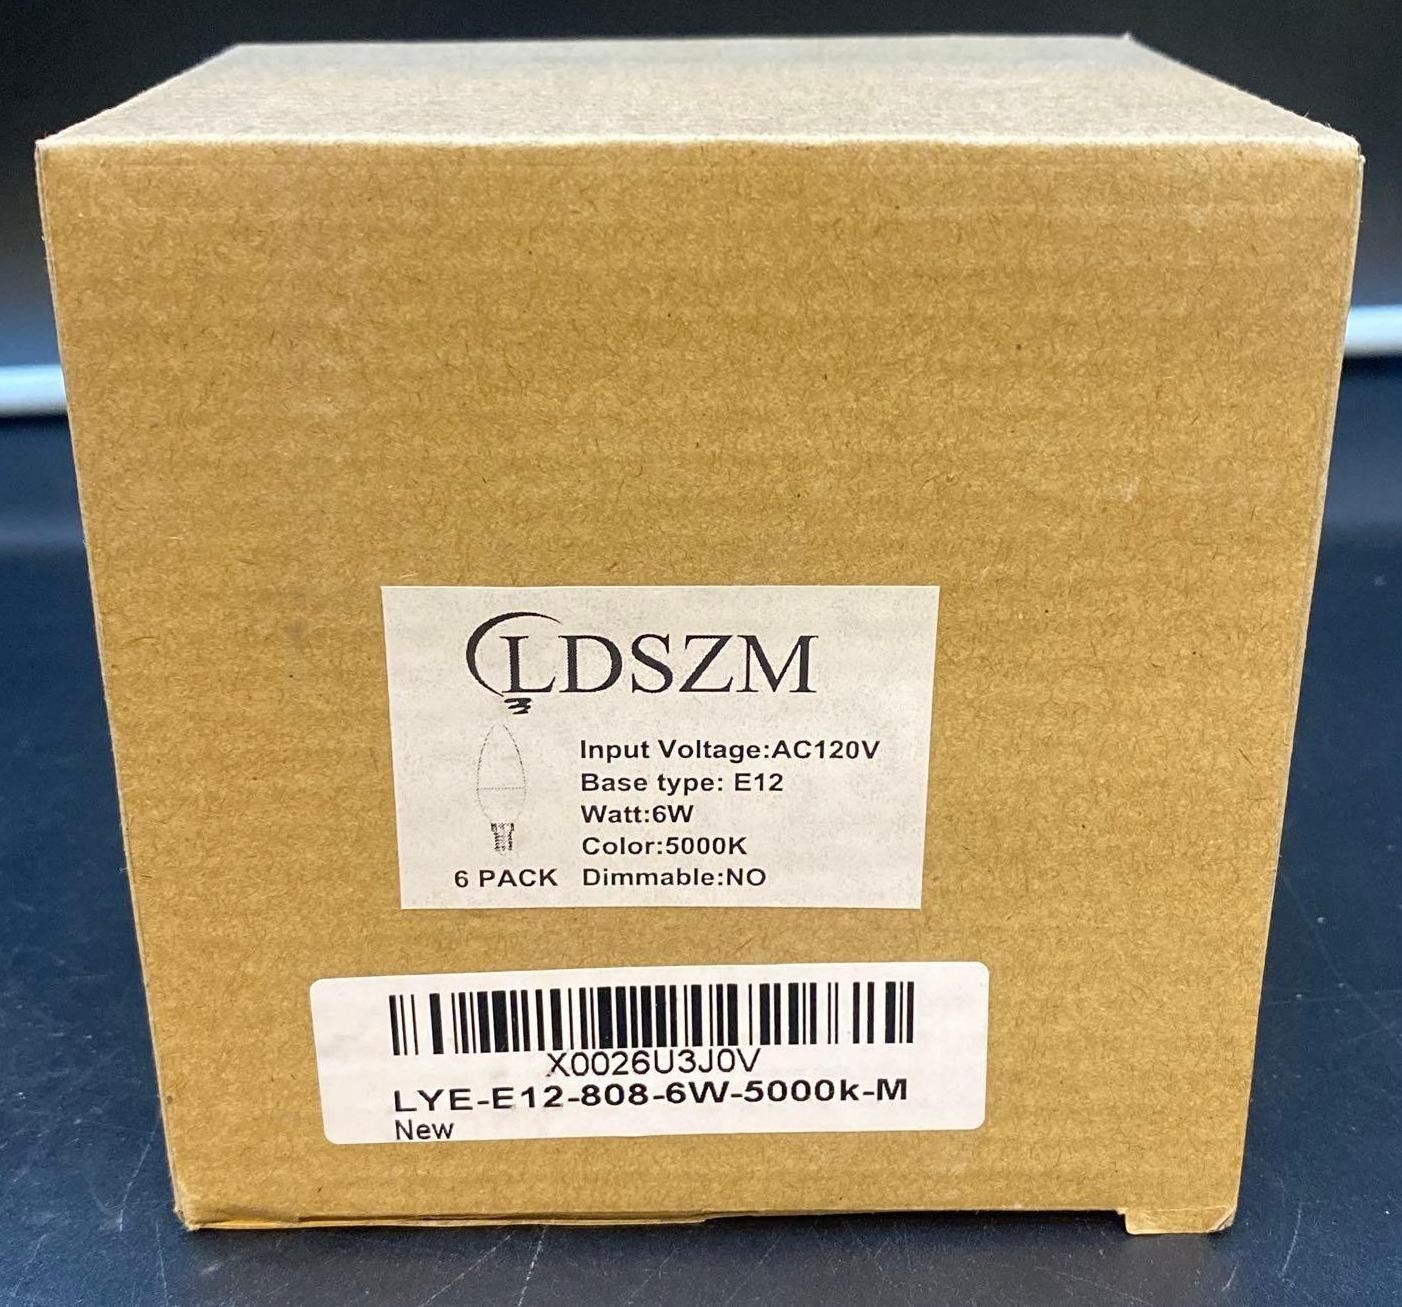 LDSZM
Input Voltage:AC120V
Base type: E12
Watt:6W
Color:5000K
6 PACK Dimmable:NO
X0026U3J0V
LYE-E12-808-6W-5000k-M
New